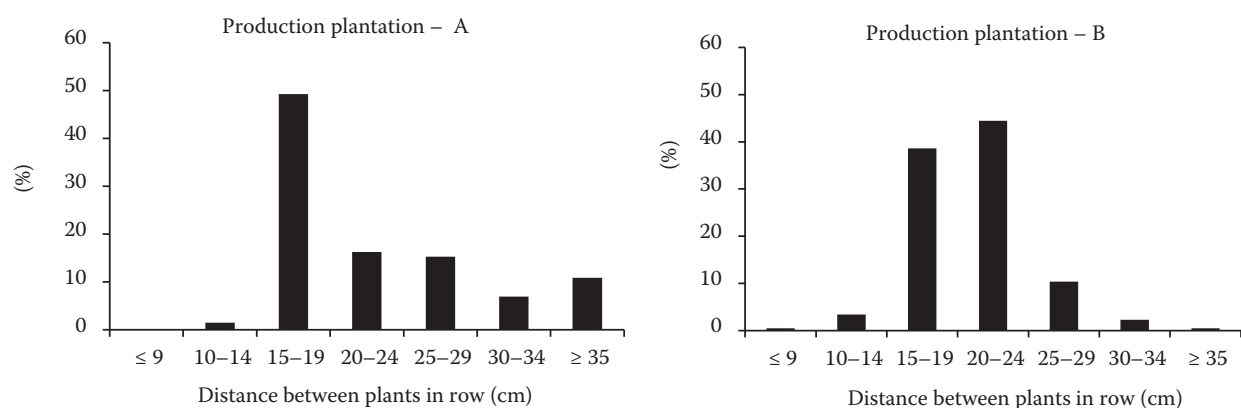 Production plantation – A
60
50
40
30
20
10
0
(%)
≤ 9 10–14 15–19 20–24 25–29 30–34 ≥ 35
Distance between plants in row (cm)
Production plantation – B
60
50
40
30
20
10
0
(%)
≤ 9 10–14 15–19 20–24 25–29 30–34 ≥ 35
Distance between plants in row (cm)